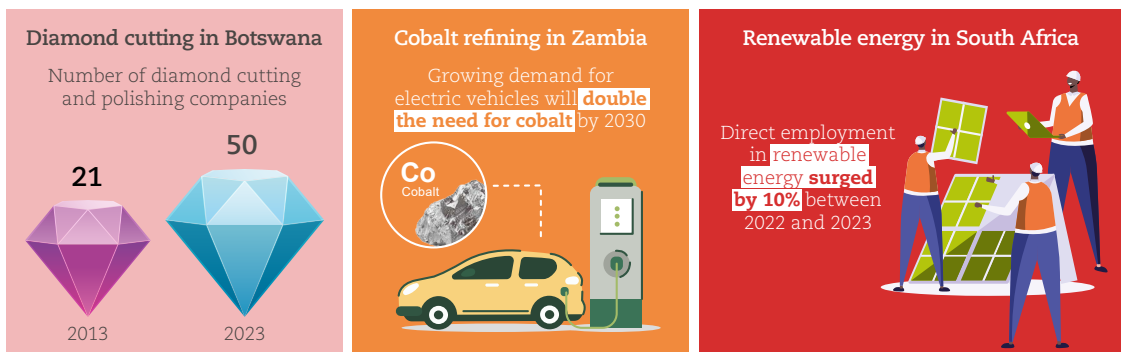 Diamond cutting in Botswana
Number of diamond cutting
and polishing companies
21
50
2013
2023
Cobalt refining in Zambia
Growing demand for
electric vehicles will double
the need for cobalt by 2030
Co
Cobalt
Renewable energy in South Africa
Direct employment
in renewable
energy surged
by 10% between
2022 and 2023